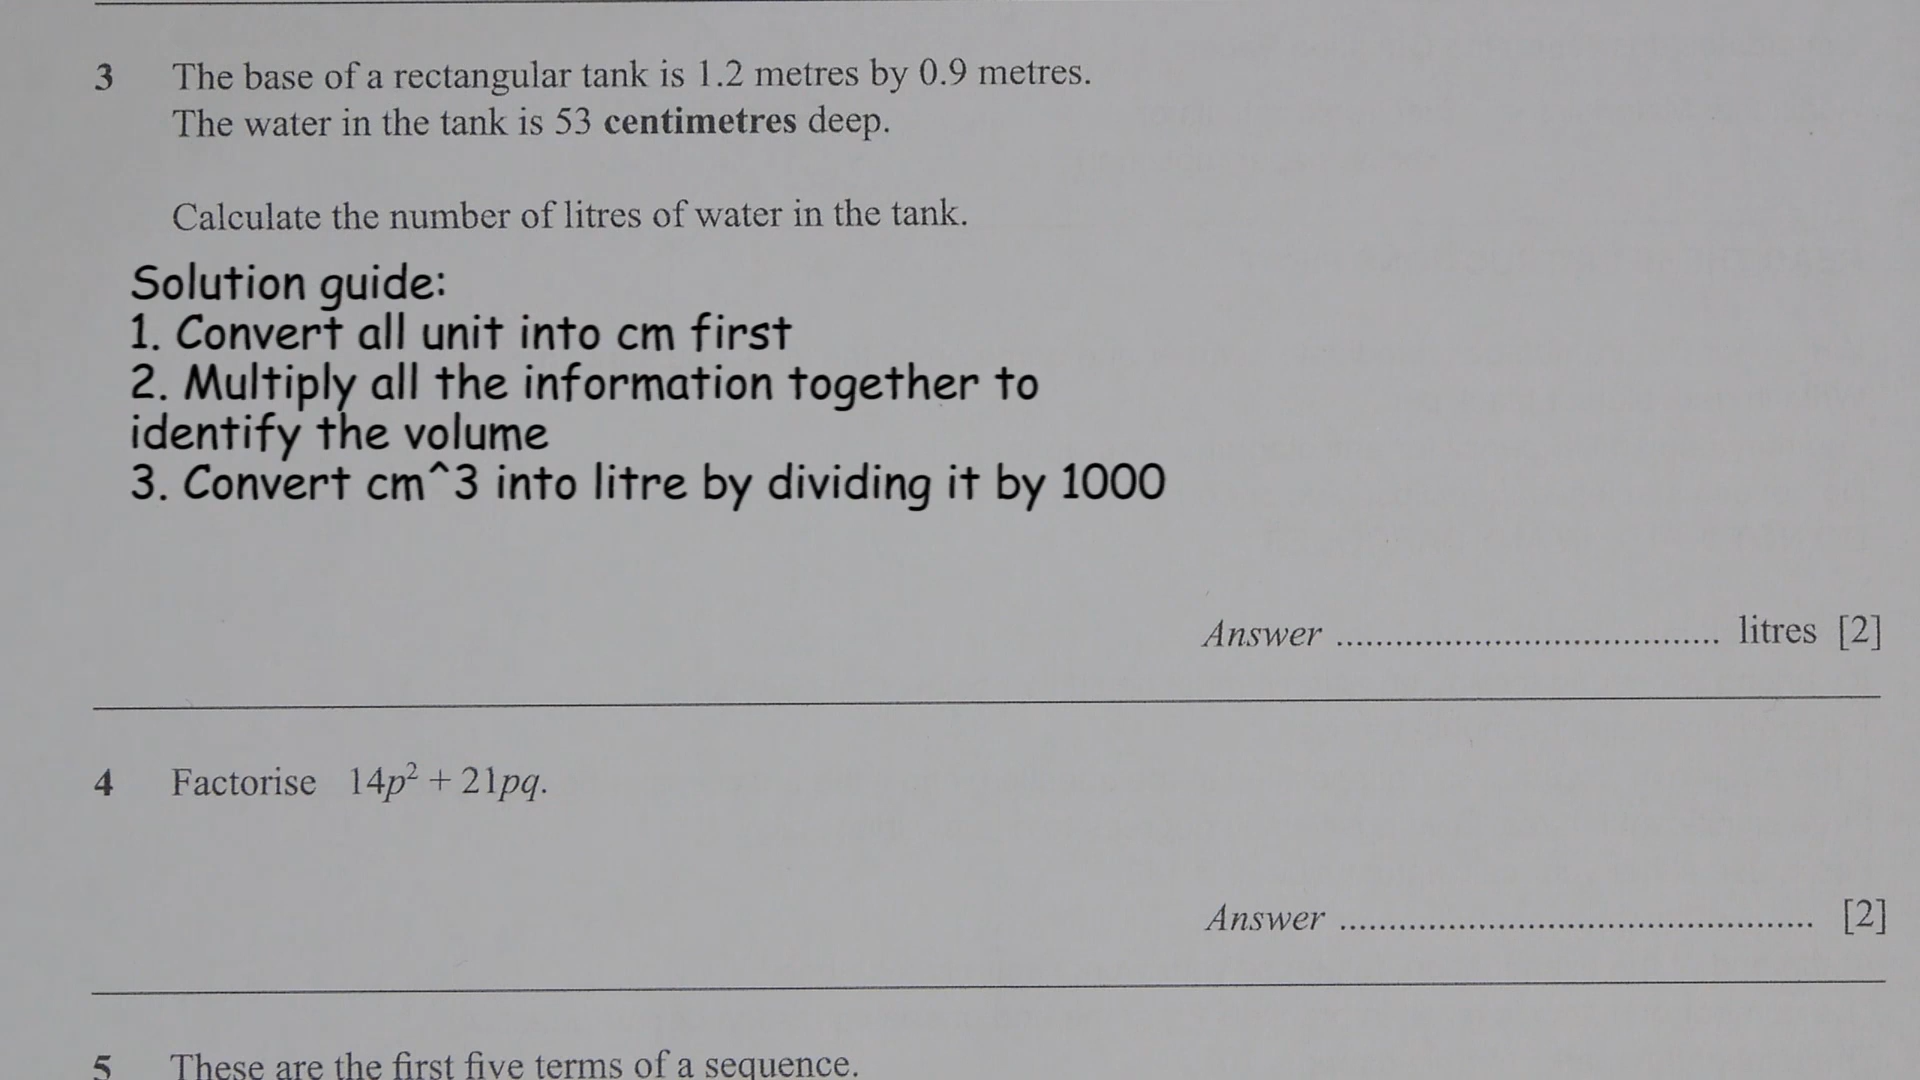 3 The base of a rectangular tank is 1.2 metres by 0.9 metres.
The water in the tank is 53 centimetres deep.
Calculate the number of litres of water in the tank.
Solution guide:
1. Convert all unit into cm first
2. Multiply all the information together to
identify the volume
3. Convert cm^3 into litre by dividing it by 1000
Answer ........................................ litres [2]
4 Factorise 14p² + 21pq.
Answer ................................................. [2]
5 These are the first five terms of a sequence.